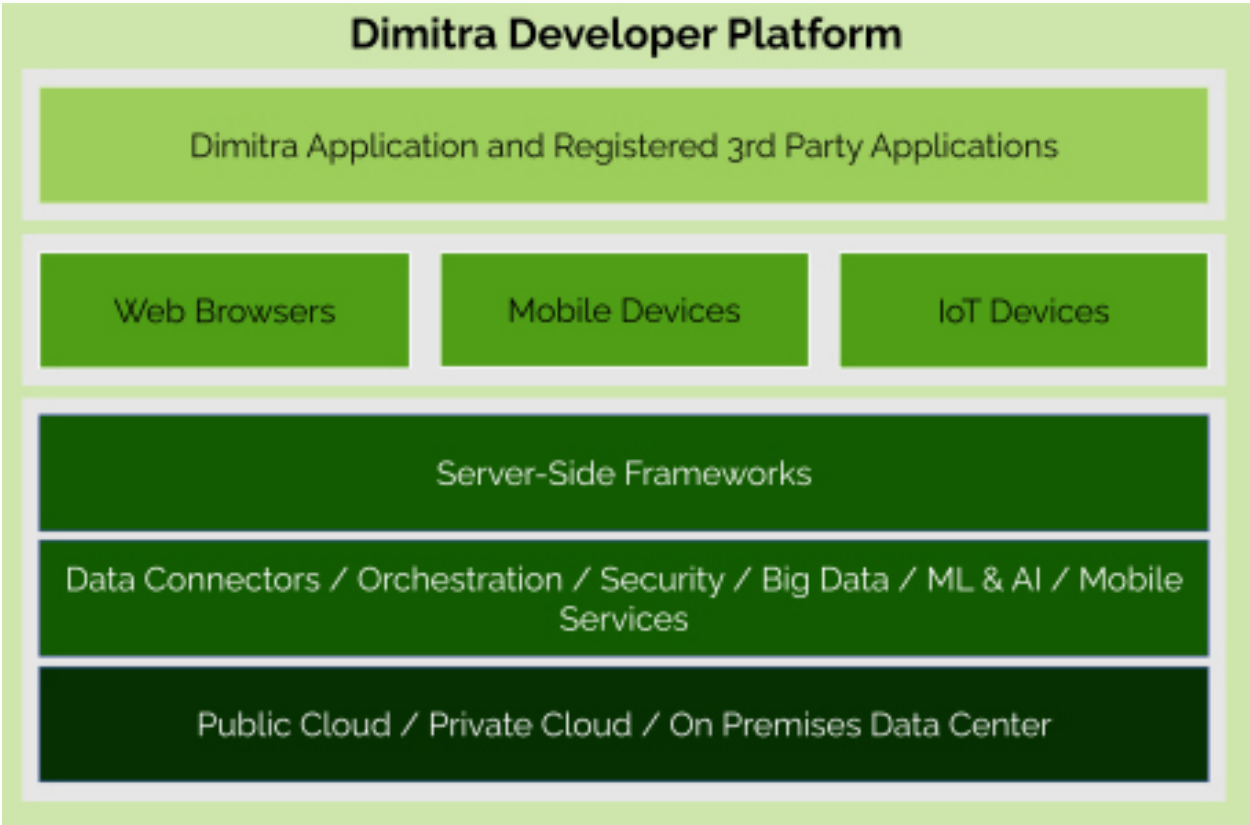 Dimitra Developer Platform
Dimitra Application and Registered 3rd Party Applications
Web Browsers
Mobile Devices
IoT Devices
Server-Side Frameworks
Data Connectors / Orchestration / Security / Big Data / ML & AI / Mobile
Services
Public Cloud / Private Cloud / On Premises Data Center